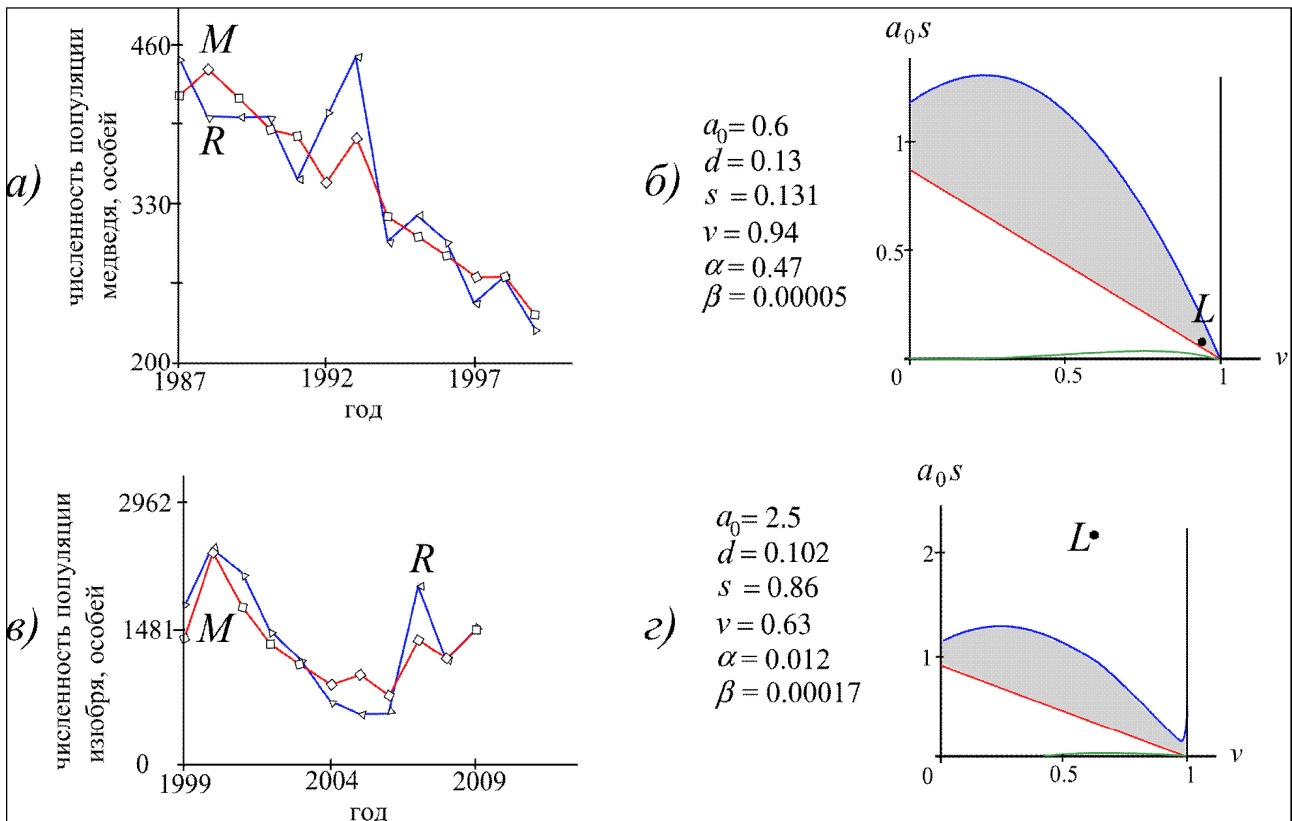 а)
численность популяции
медведя, особей
460
330
200
M
R
1987
1992
1997
год
б)
a₀= 0.6
d = 0.13
s = 0.131
v = 0.94
α = 0.47
β = 0.00005
a₀s
1
0.5
L
0
0.5
1
v
в)
численность популяции
изюбря, особей
2962
1481
0
M
R
1999
2004
2009
год
г)
a₀= 2.5
d = 0.102
s = 0.86
v = 0.63
α = 0.012
β = 0.00017
a₀s
2
1
L
0
0.5
1
v